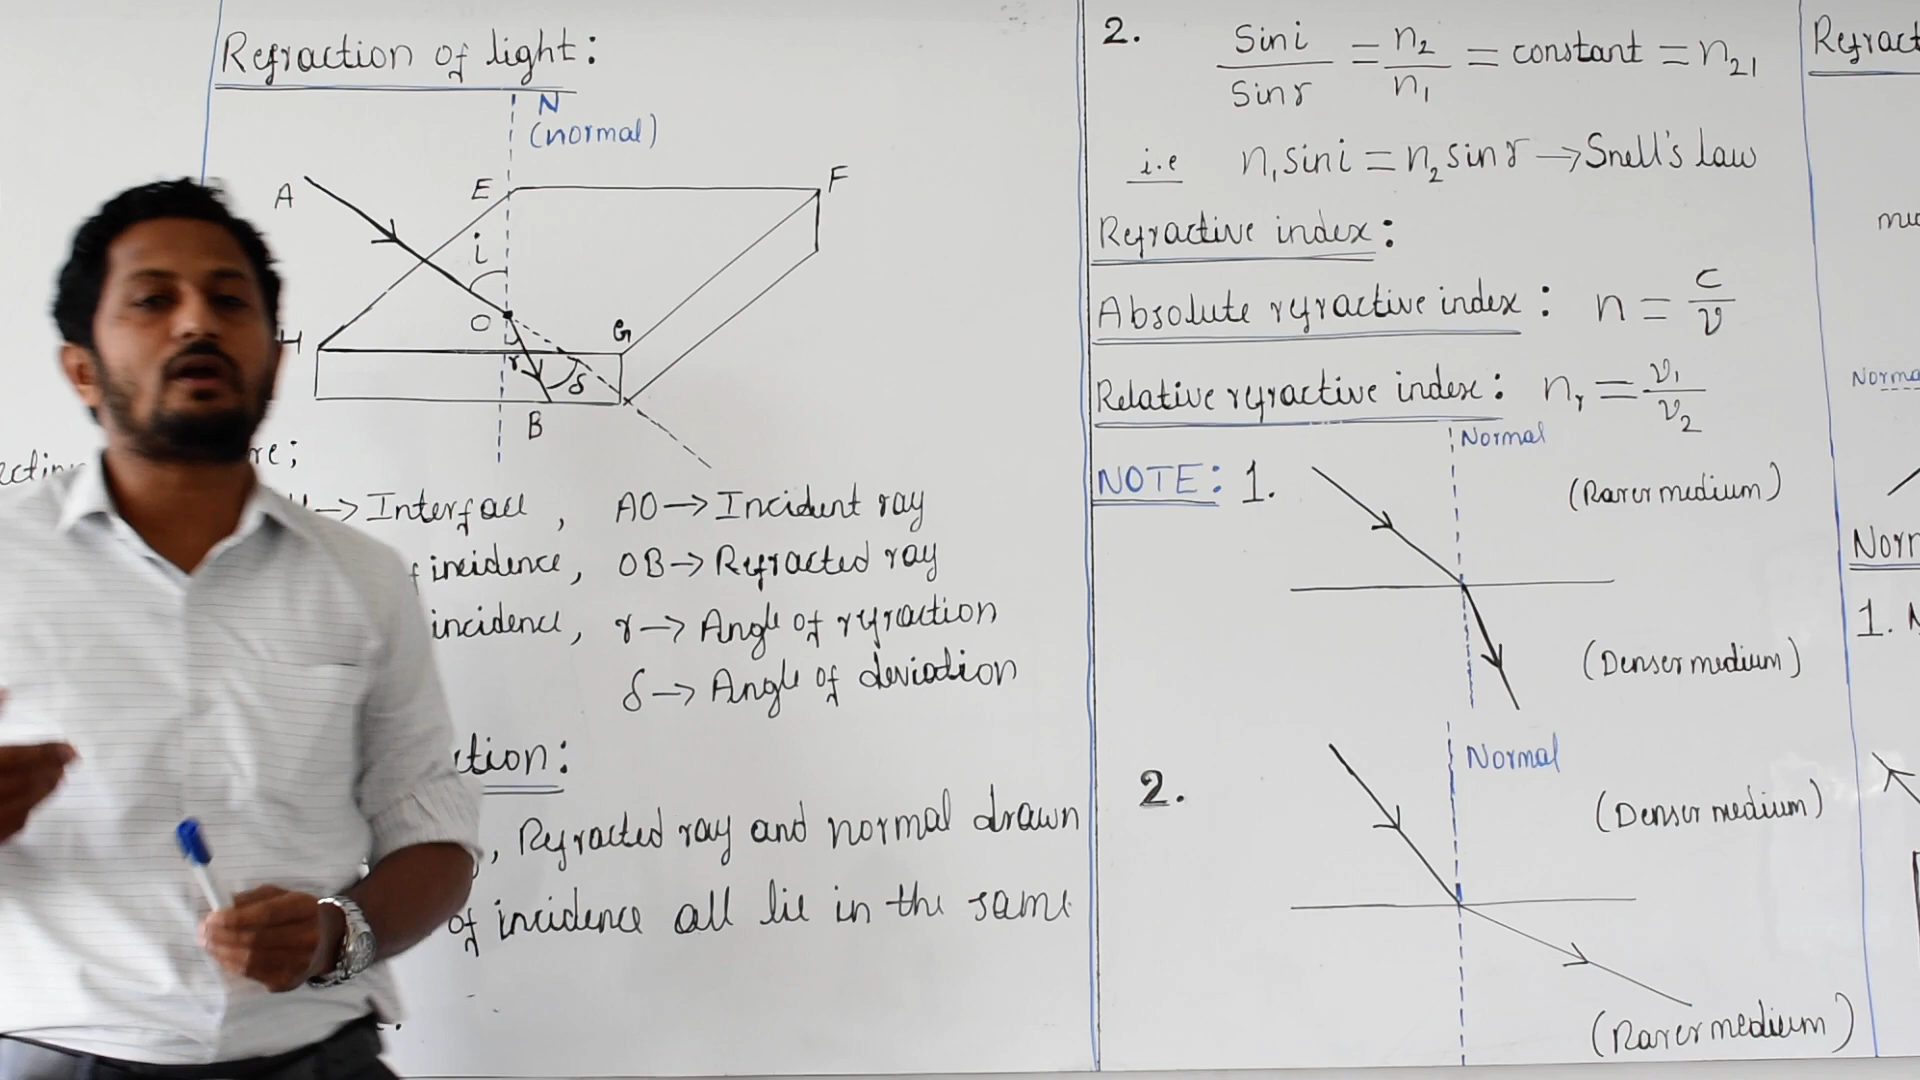 Refraction of light:
N
(normal)
A
E
F
i
O
H
G
r
δ
B
re;
→ Interface , AO → Incident ray
incidence, OB → Refracted ray
incidence, r → Angle of refraction
δ → Angle of deviation
ction:
, Refracted ray and normal drawn
of incidence all lie in the same
2. Sin i / Sin r = n₂ / n₁ = constant = n₂₁
i.e n₁ sin i = n₂ sin r → Snell's law
Refractive index:
Absolute refractive index: n = c / v
Relative refractive index: nᵣ = v₁ / v₂
NOTE: 1.
Normal
(Rarer medium)
(Denser medium)
2.
Normal
(Denser medium)
(Rarer medium)
Refract
Norma
Norm
1.